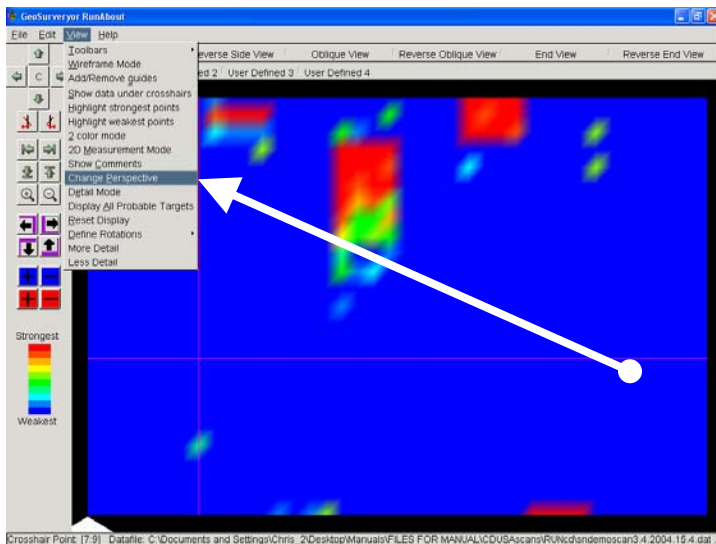 GeoSurveryor RunAbout
File Edit View Help
everse Side View Oblique View Reverse Oblique View End View Reverse End View
ed 2 User Defined 3 User Defined 4
C
Toolbars
Wireframe Mode
Add/Remove guides
Show data under crosshairs
Highlight strongest points
Highlight weakest points
2 color mode
2D Measurement Mode
Show Comments
Change Perspective
Detail Mode
Display All Probable Targets
Reset Display
Define Rotations
More Detail
Less Detail
Strongest
Weakest
Crosshair Point: [7:9] Datafile: C:\Documents and Settings\Chris_2\Desktop\Manuals\FILES FOR MANUAL\CDUSAscans\RUNcd\sndemoscan3.4.2004.15.4.dat